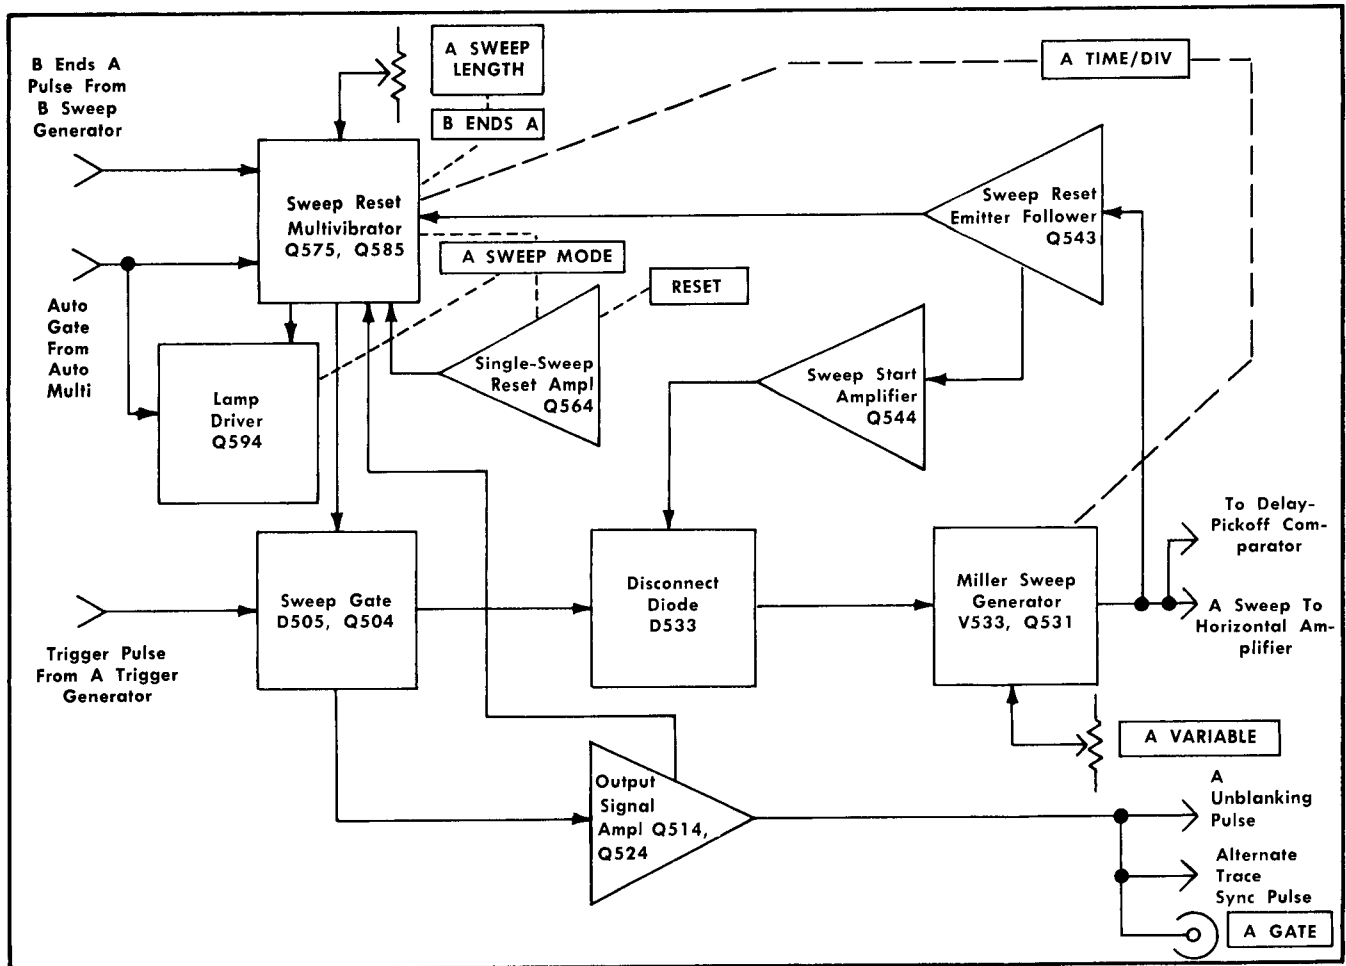 B Ends A
Pulse From
B Sweep
Generator
A SWEEP
LENGTH
B ENDS A
A TIME/DIV
Sweep Reset
Multivibrator
Q575, Q585
Sweep Reset
Emitter Follower
Q543
A SWEEP MODE
RESET
Auto
Gate
From
Auto
Multi
Lamp
Driver
Q594
Single-Sweep
Reset Ampl
Q564
Sweep Start
Amplifier
Q544
To Delay-
Pickoff Com-
parator
Sweep Gate
D505, Q504
Disconnect
Diode
D533
Miller Sweep
Generator
V533, Q531
A Sweep To
Horizontal Am-
plifier
Trigger Pulse
From A Trigger
Generator
A VARIABLE
Output
Signal
Ampl Q514,
Q524
A
Unblanking
Pulse
Alternate
Trace
Sync Pulse
A GATE